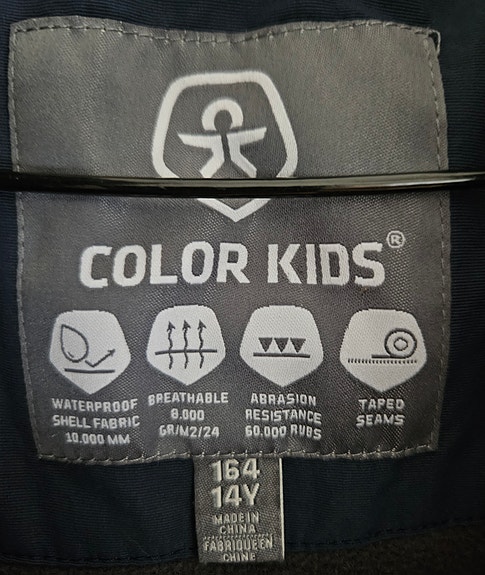 COLOR KIDS®
WATERPROOF
SHELL FABRIC
10.000 MM
BREATHABLE
8.000
GR/M2/24
ABRASION
RESISTANCE
60.000 RUBS
TAPED
SEAMS
164
14Y
MADE IN
CHINA
FABRIQUE EN
CHINE